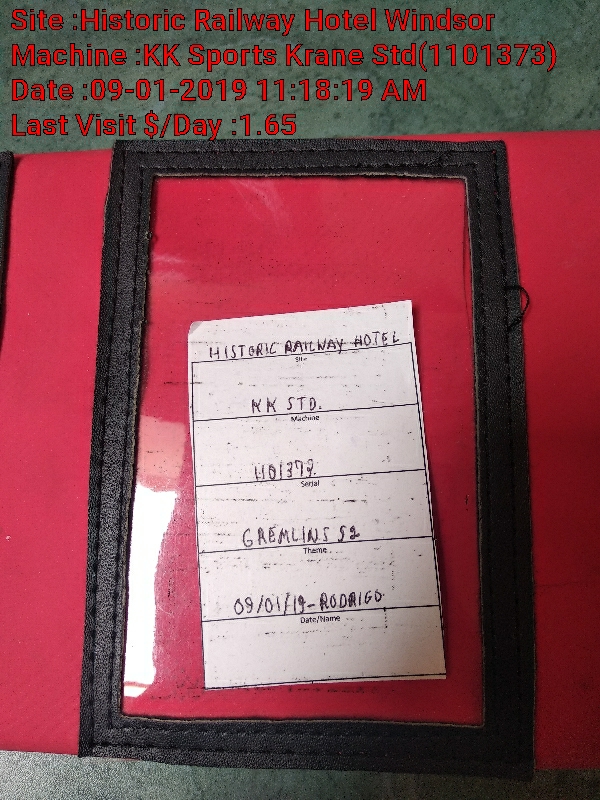 Site :Historic Railway Hotel Windsor
Machine :KK Sports Krane Std(1101373)
Date :09-01-2019 11:18:19 AM
Last Visit $/Day :1.65
HISTORIC RAILWAY HOTEL
Site
KK STD.
Machine
1101373
Serial
GREMLINS S2
Theme
09/01/19-RODRIGO
Date/Name